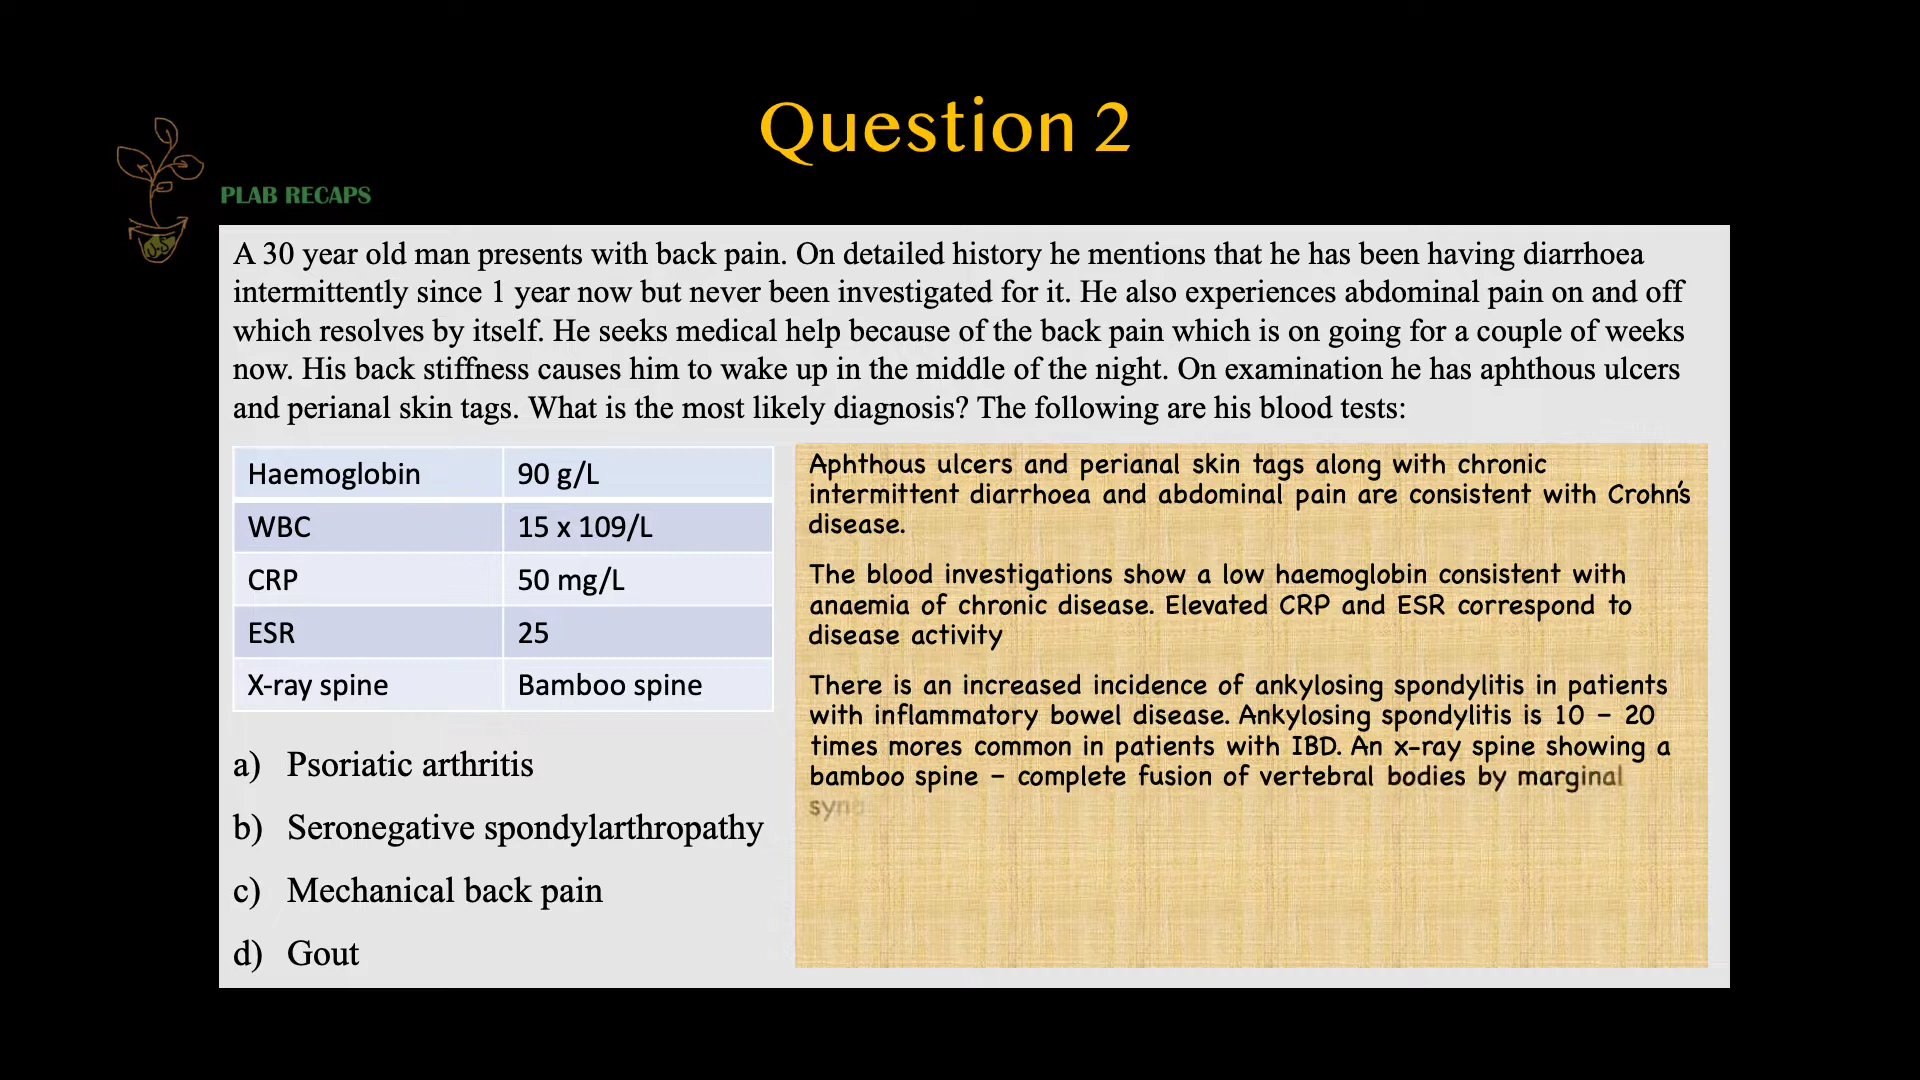 Question 2
PLAB RECAPS
A 30 year old man presents with back pain. On detailed history he mentions that he has been having diarrhoea
intermittently since 1 year now but never been investigated for it. He also experiences abdominal pain on and off
which resolves by itself. He seeks medical help because of the back pain which is on going for a couple of weeks
now. His back stiffness causes him to wake up in the middle of the night. On examination he has aphthous ulcers
and perianal skin tags. What is the most likely diagnosis? The following are his blood tests:
Haemoglobin 90 g/L
WBC 15 x 109/L
CRP 50 mg/L
ESR 25
X-ray spine Bamboo spine
a) Psoriatic arthritis
b) Seronegative spondylarthropathy
c) Mechanical back pain
d) Gout
Aphthous ulcers and perianal skin tags along with chronic
intermittent diarrhoea and abdominal pain are consistent with Crohn's
disease.
The blood investigations show a low haemoglobin consistent with
anaemia of chronic disease. Elevated CRP and ESR correspond to
disease activity
There is an increased incidence of ankylosing spondylitis in patients
with inflammatory bowel disease. Ankylosing spondylitis is 10 – 20
times mores common in patients with IBD. An x-ray spine showing a
bamboo spine – complete fusion of vertebral bodies by marginal